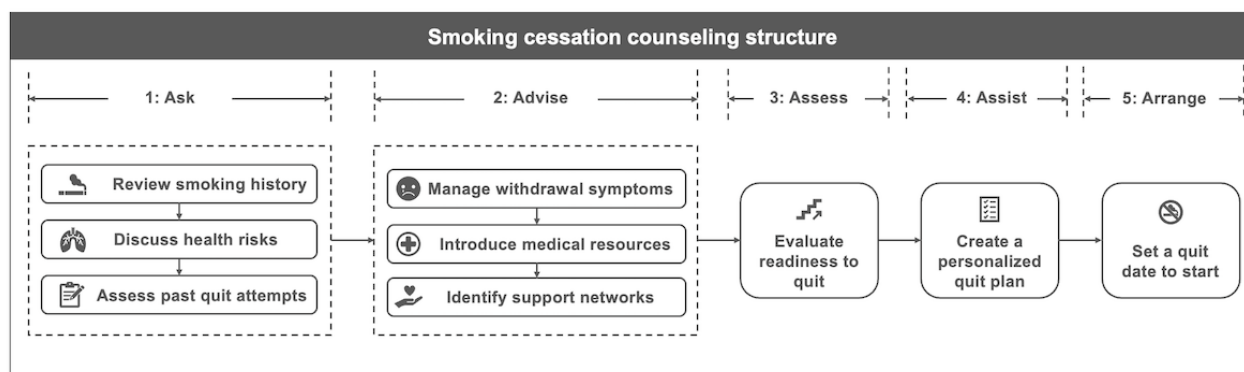 Smoking cessation counseling structure
1: Ask
2: Advise
3: Assess
4: Assist
5: Arrange
Review smoking history
Discuss health risks
Assess past quit attempts
Manage withdrawal symptoms
Introduce medical resources
Identify support networks
Evaluate
readiness to
quit
Create a
personalized
quit plan
Set a quit
date to start